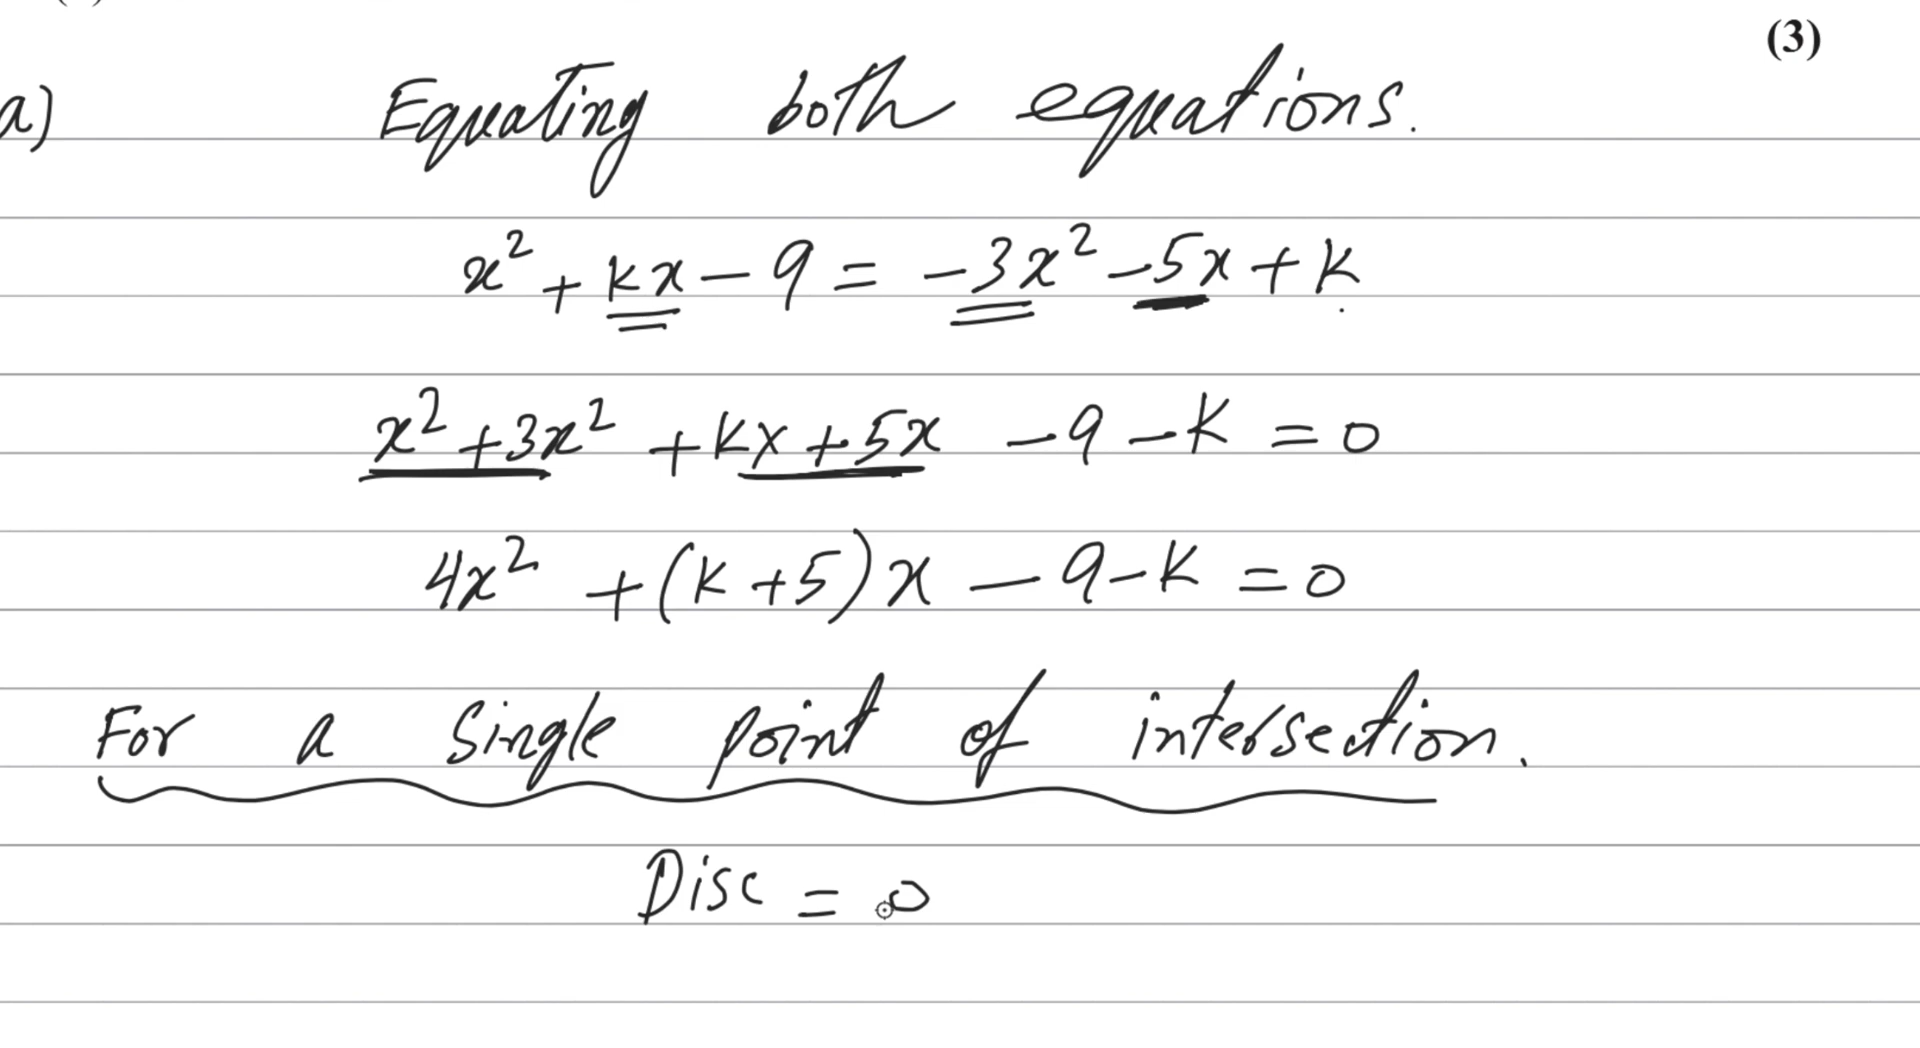 (3)
a) Equating both equations.
x² + kx - 9 = -3x² - 5x + k
x² + 3x² + kx + 5x - 9 - k = 0
4x² + (k + 5)x - 9 - k = 0
For a single point of intersection.
Disc = 0